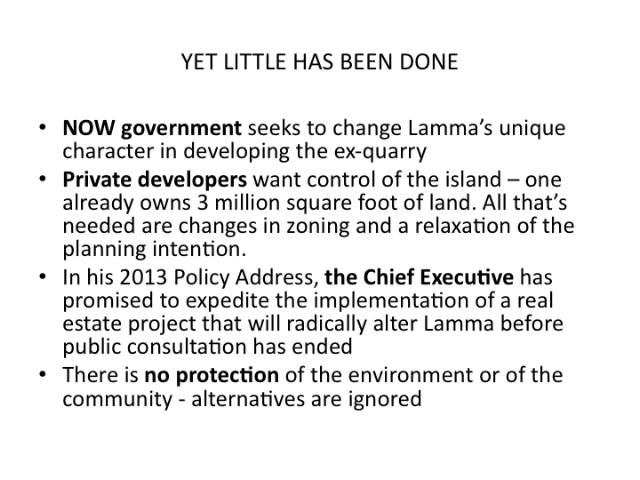 YET LITTLE HAS BEEN DONE
• NOW government seeks to change Lamma's unique
character in developing the ex-quarry
• Private developers want control of the island – one
already owns 3 million square foot of land. All that's
needed are changes in zoning and a relaxation of the
planning intention.
• In his 2013 Policy Address, the Chief Executive has
promised to expedite the implementation of a real
estate project that will radically alter Lamma before
public consultation has ended
• There is no protection of the environment or of the
community - alternatives are ignored